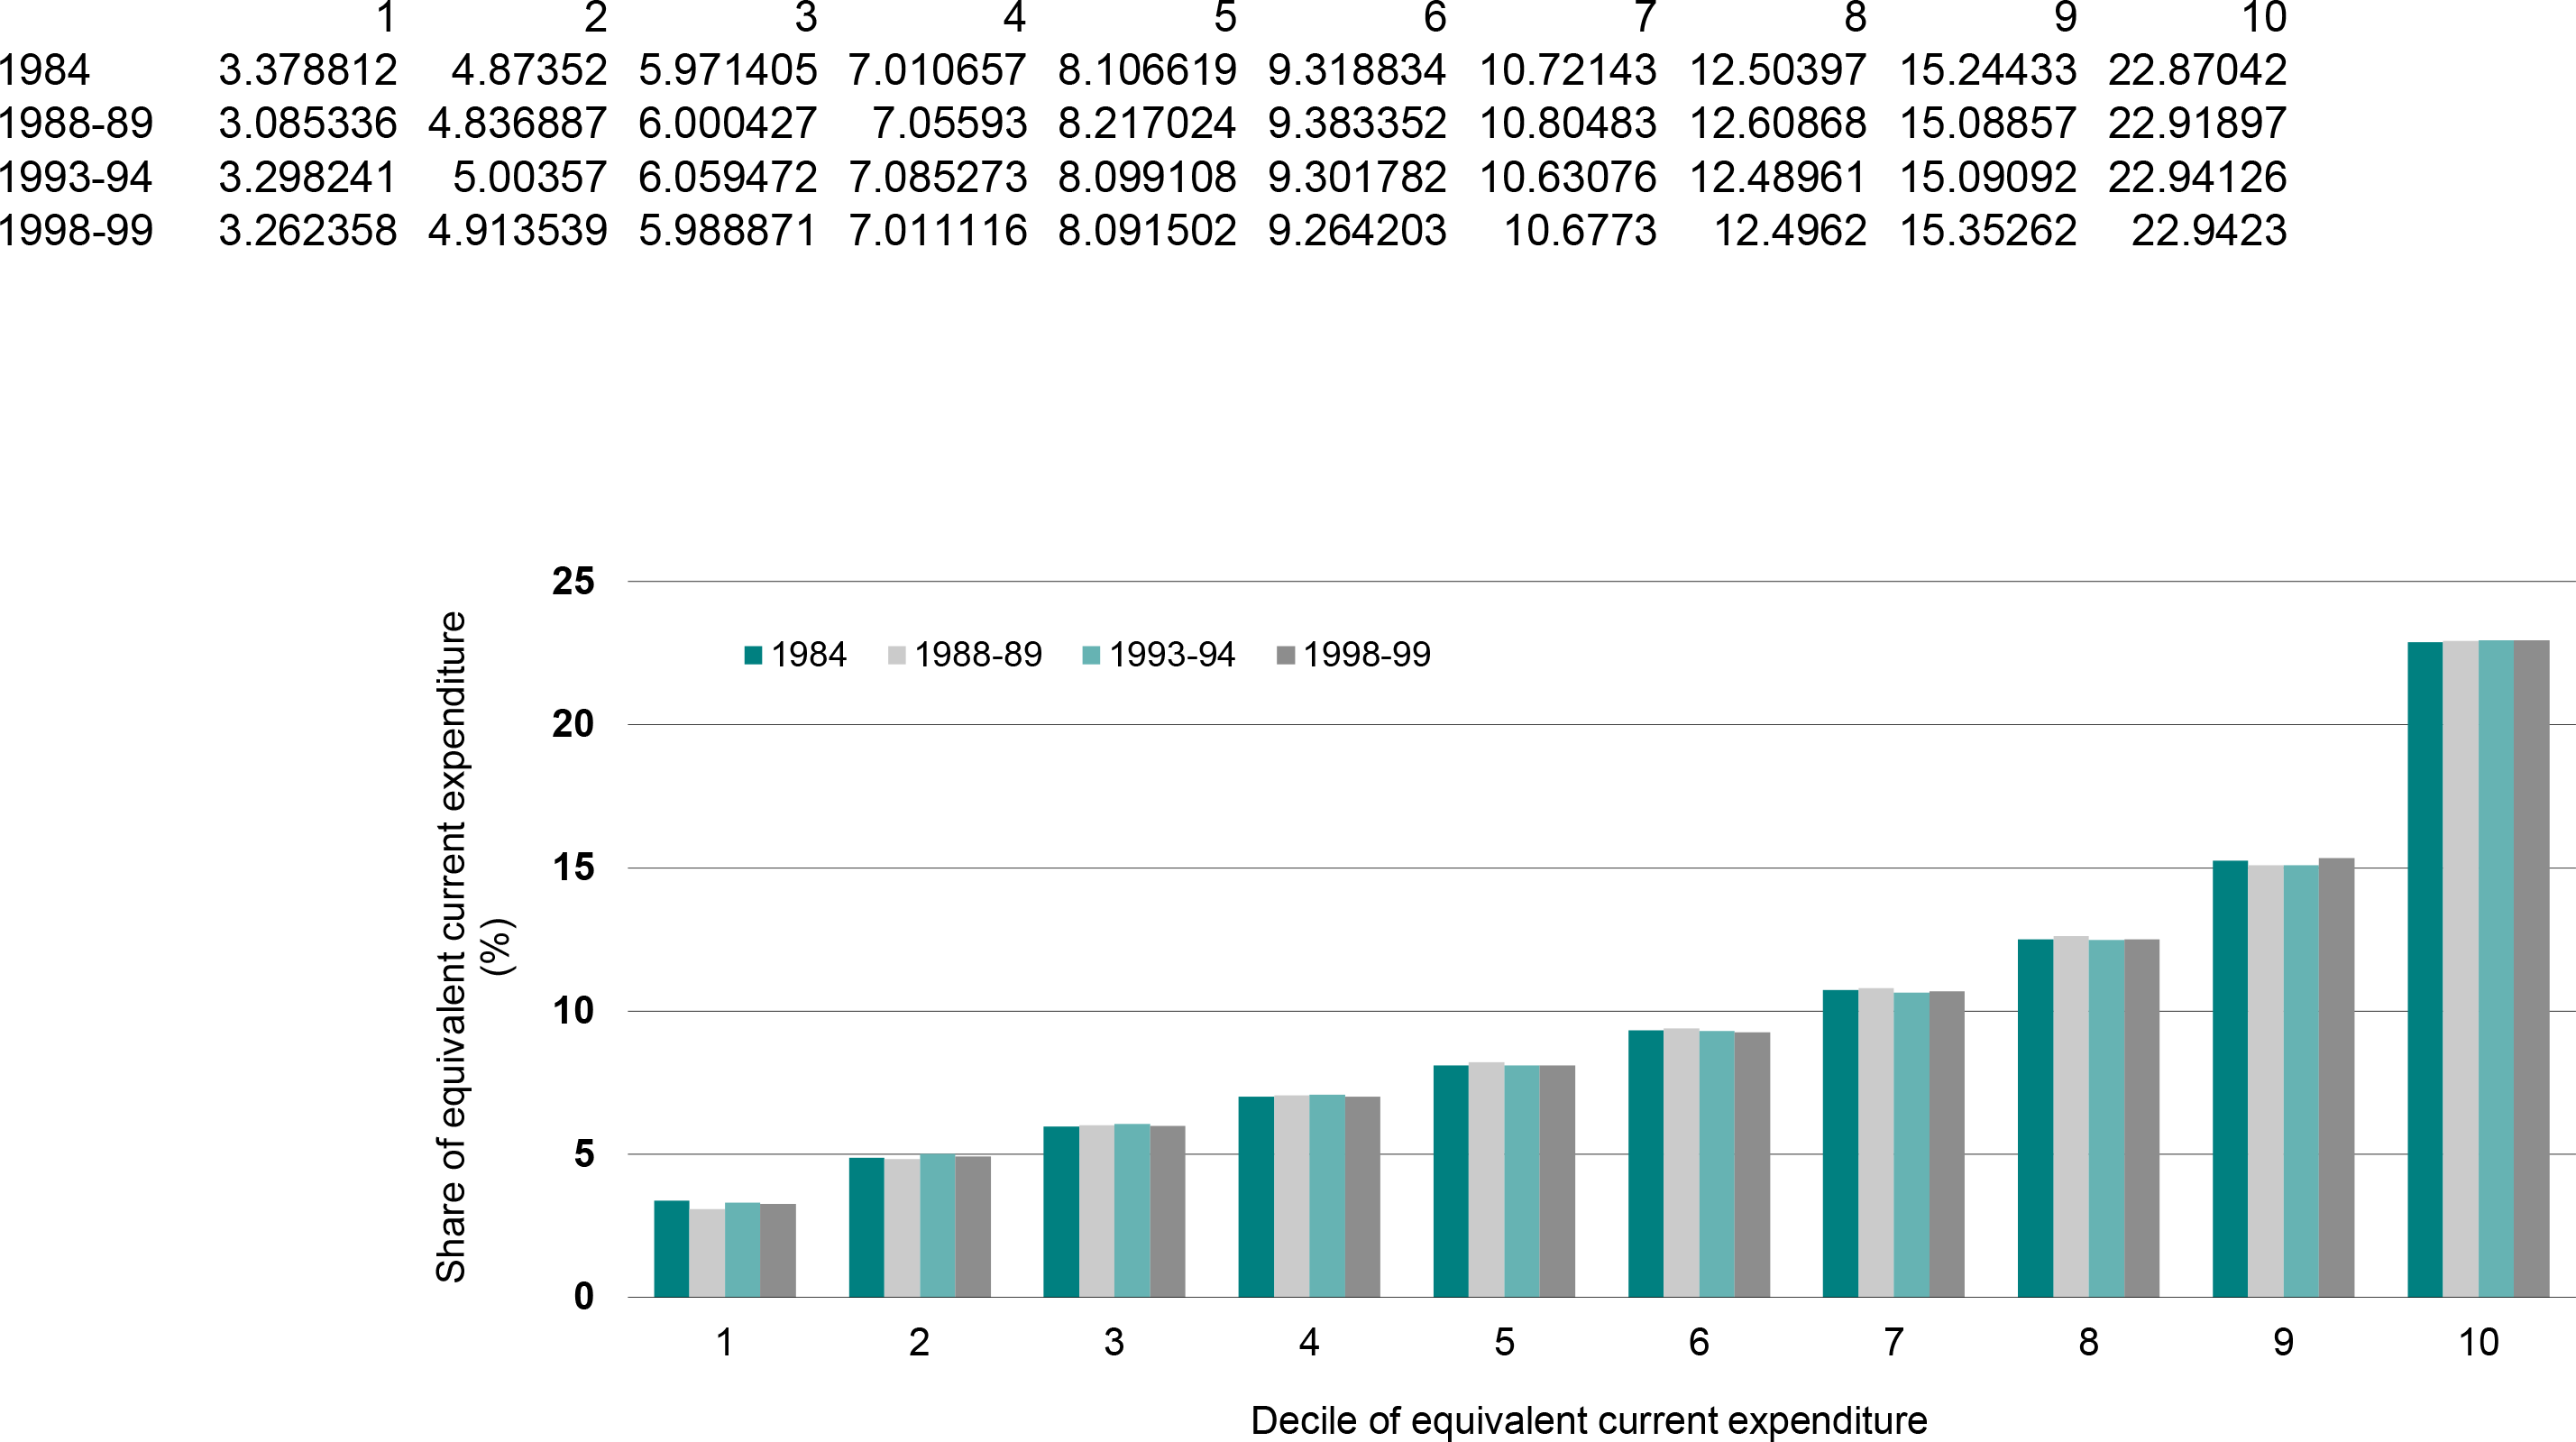 1 2 3 4 5 6 7 8 9 10
1984 3.378812 4.87352 5.971405 7.010657 8.106619 9.318834 10.72143 12.50397 15.24433 22.87042
1988-89 3.085336 4.836887 6.000427 7.05593 8.217024 9.383352 10.80483 12.60868 15.08857 22.91897
1993-94 3.298241 5.00357 6.059472 7.085273 8.099108 9.301782 10.63076 12.48961 15.09092 22.94126
1998-99 3.262358 4.913539 5.988871 7.011116 8.091502 9.264203 10.6773 12.4962 15.35262 22.9423
Share of equivalent current expenditure
(%)
25
20
15
10
5
0
1984 1988-89 1993-94 1998-99
1 2 3 4 5 6 7 8 9 10
Decile of equivalent current expenditure